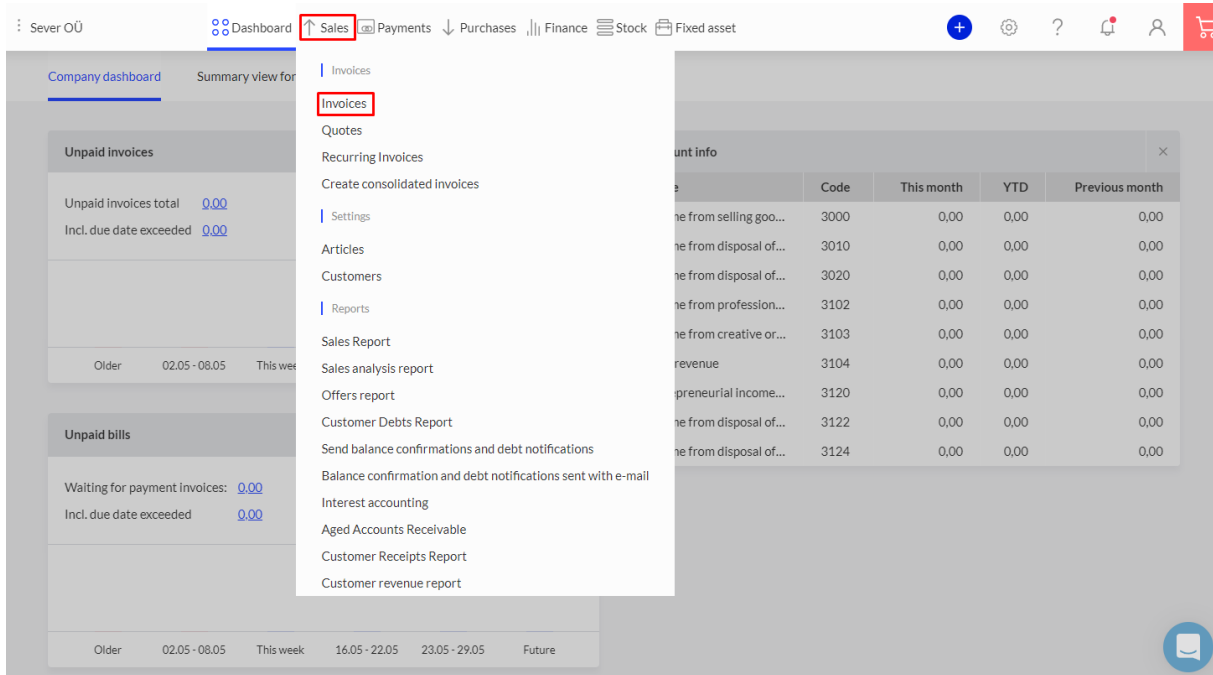 Sever OÜ Dashboard Sales Payments Purchases Finance Stock Fixed asset
Company dashboard Summary view for
Invoices
Invoices
Quotes
Recurring Invoices
Create consolidated invoices
Settings
Articles
Customers
Reports
Sales Report
Sales analysis report
Offers report
Customer Debts Report
Send balance confirmations and debt notifications
Balance confirmation and debt notifications sent with e-mail
Interest accounting
Aged Accounts Receivable
Customer Receipts Report
Customer revenue report
Unpaid invoices
Unpaid invoices total 0,00
Incl. due date exceeded 0,00
Older 02.05 - 08.05 This wee
Unpaid bills
Waiting for payment invoices: 0,00
Incl. due date exceeded 0,00
Older 02.05 - 08.05 This week 16.05 - 22.05 23.05 - 29.05 Future
unt info
e Code This month YTD Previous month
ne from selling goo... 3000 0,00 0,00 0,00
ne from disposal of... 3010 0,00 0,00 0,00
ne from disposal of... 3020 0,00 0,00 0,00
ne from profession... 3102 0,00 0,00 0,00
ne from creative or... 3103 0,00 0,00 0,00
revenue 3104 0,00 0,00 0,00
epreneurial income... 3120 0,00 0,00 0,00
ne from disposal of... 3122 0,00 0,00 0,00
ne from disposal of... 3124 0,00 0,00 0,00